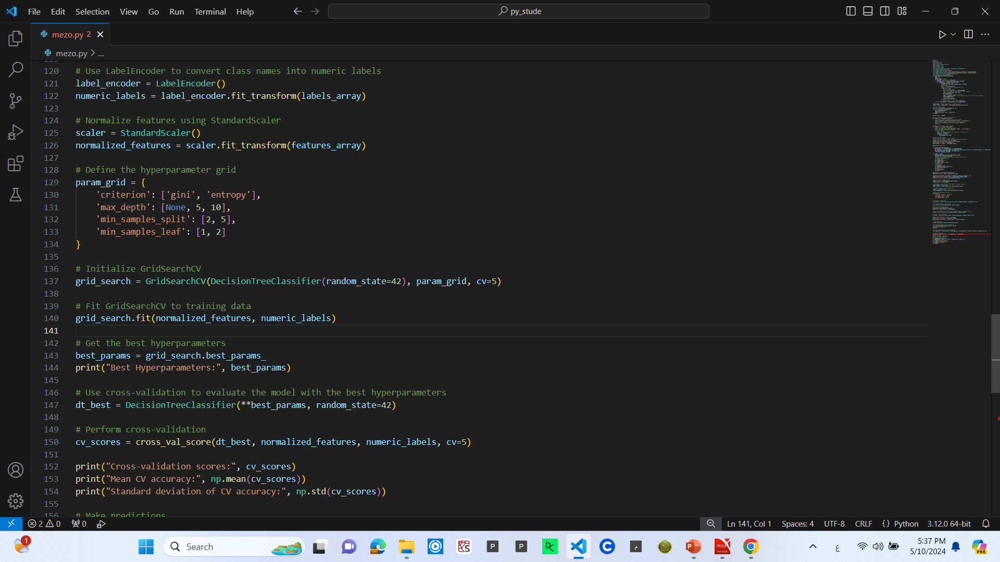 File Edit Selection View Go Run Terminal Help
py_stude
mezo.py 2
mezo.py > ...
119
120 # Use LabelEncoder to convert class names into numeric labels
121 label_encoder = LabelEncoder()
122 numeric_labels = label_encoder.fit_transform(labels_array)
123
124 # Normalize features using StandardScaler
125 scaler = StandardScaler()
126 normalized_features = scaler.fit_transform(features_array)
127
128 # Define the hyperparameter grid
129 param_grid = {
130     'criterion': ['gini', 'entropy'],
131     'max_depth': [None, 5, 10],
132     'min_samples_split': [2, 5],
133     'min_samples_leaf': [1, 2]
134 }
135
136 # Initialize GridSearchCV
137 grid_search = GridSearchCV(DecisionTreeClassifier(random_state=42), param_grid, cv=5)
138
139 # Fit GridSearchCV to training data
140 grid_search.fit(normalized_features, numeric_labels)
141
142 # Get the best hyperparameters
143 best_params = grid_search.best_params_
144 print("Best Hyperparameters:", best_params)
145
146 # Use cross-validation to evaluate the model with the best hyperparameters
147 dt_best = DecisionTreeClassifier(**best_params, random_state=42)
148
149 # Perform cross-validation
150 cv_scores = cross_val_score(dt_best, normalized_features, numeric_labels, cv=5)
151
152 print("Cross-validation scores:", cv_scores)
153 print("Mean CV accuracy:", np.mean(cv_scores))
154 print("Standard deviation of CV accuracy:", np.std(cv_scores))
155
156 # Make predictions
2 0 0 Ln 141, Col 1 Spaces: 4 UTF-8 CRLF {} Python 3.12.0 64-bit
1 Search ع 5:37 PM
5/10/2024